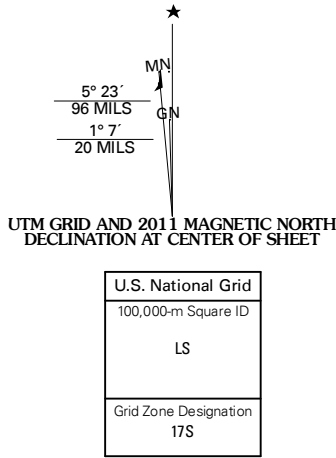 ★
MN
5° 23´
96 MILS
GN
1° 7´
20 MILS
UTM GRID AND 2011 MAGNETIC NORTH
DECLINATION AT CENTER OF SHEET
U.S. National Grid
100,000-m Square ID
LS
Grid Zone Designation
17S